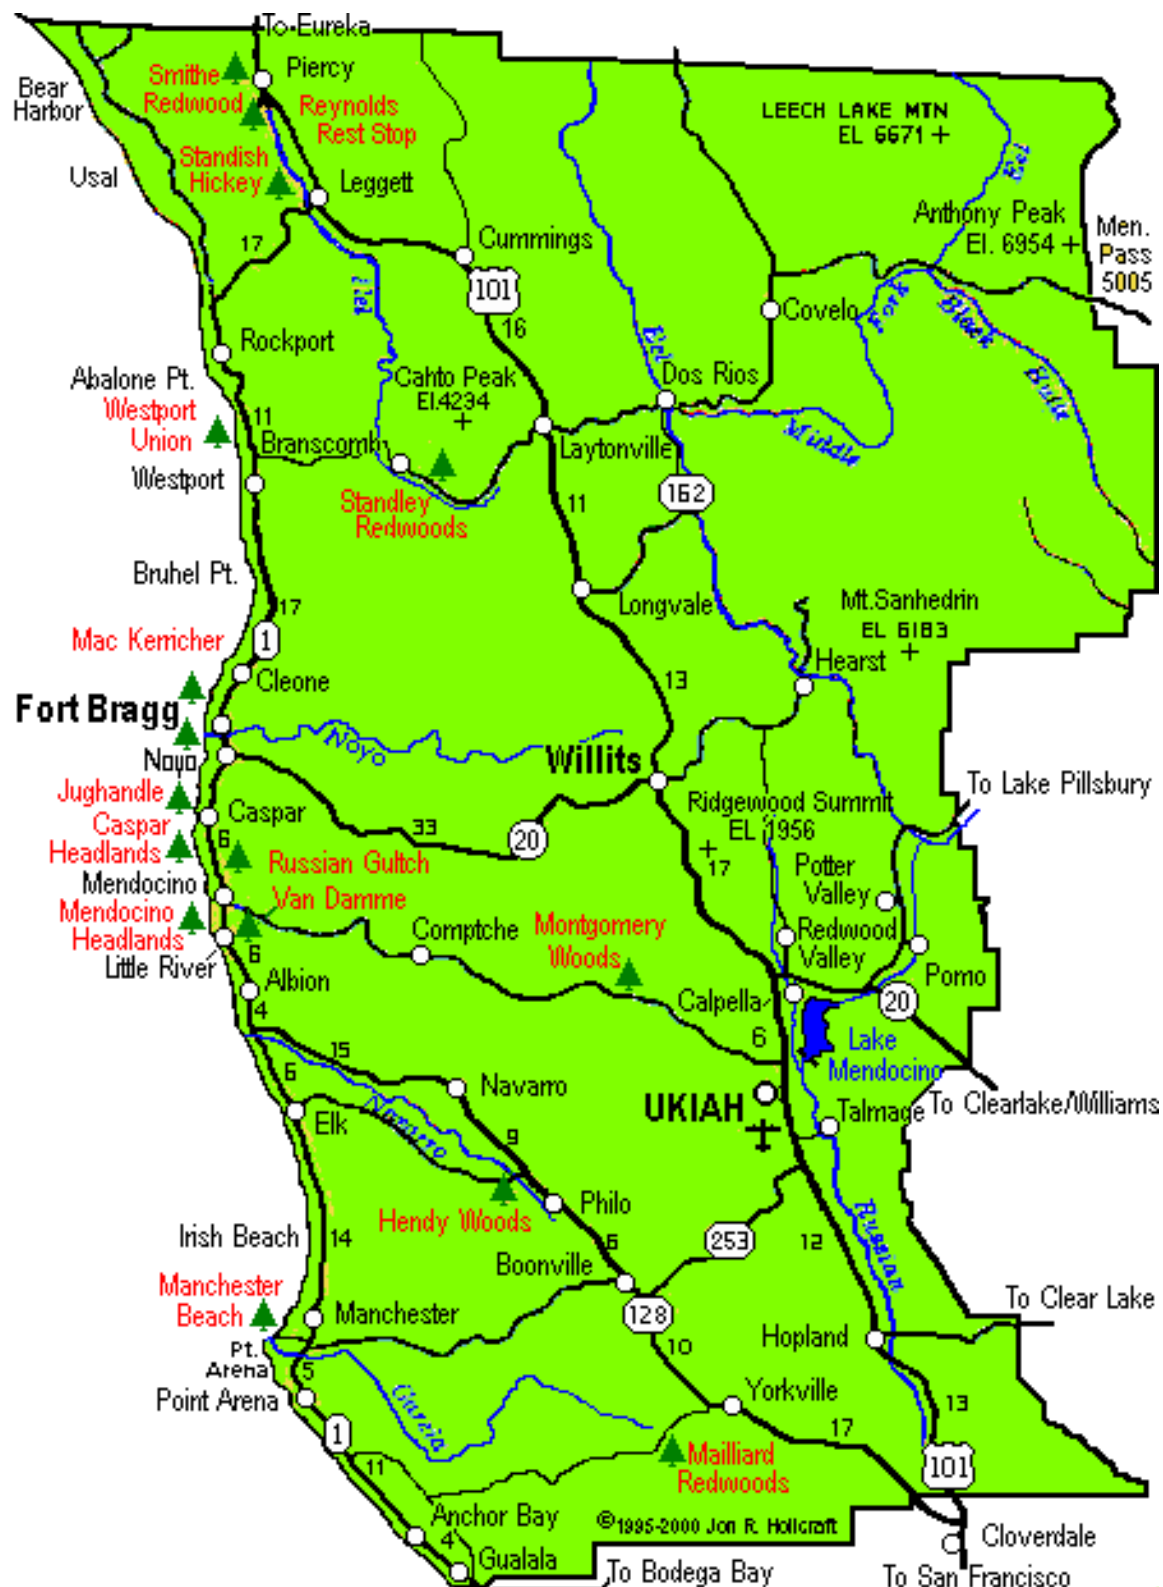 To Eureka
Piercy
Smithe
Redwood
Reynolds
Rest Stop
Bear
Harbor
LEECH LAKE MTN
EL 6671 +
Standish
Hickey
Leggett
Usal
Eel
Anthony Peak
El. 6954 +
Men.
Pass
5005
17
Cummings
101
Eel
Covelo
Fork
Black
Butte
16
Rockport
Cahto Peak
El.4294
+
Eel
Dos Rios
Abalone Pt.
Westport
Union
11
Branscomb
Laytonville
Middle
Westport
Standley
Redwoods
11
162
Bruhel Pt.
17
Longvale
Mt.Sanhedrin
EL 6183
+
Mac Kerricher
1
Cleone
13
Hearst
Fort Bragg
Noyo
Noyo
Willits
To Lake Pillsbury
Jughandle
Caspar
Ridgewood Summit
EL 1956
+
Caspar
Headlands
6
33
20
17
Russian Gultch
Potter
Valley
Mendocino
Van Damme
Mendocino
Headlands
Comptche
Montgomery
Woods
Redwood
Valley
Little River
6
Pomo
Albion
Calpella
20
4
15
6
Lake
Mendocino
6
Navarro
UKIAH
Talmage
To Clearlake/Williams
Elk
Navarro
9
Hendy Woods
Philo
Russian
Irish Beach
14
6
253
12
Boonville
Manchester
Beach
Manchester
128
To Clear Lake
Hopland
Pt.
Arena
5
10
Point Arena
Garcia
Yorkville
13
1
17
11
Mailliard
Redwoods
101
Anchor Bay
©1995-2000 Jon R. Hollcraft
4
Gualala
Cloverdale
To Bodega Bay
To San Francisco